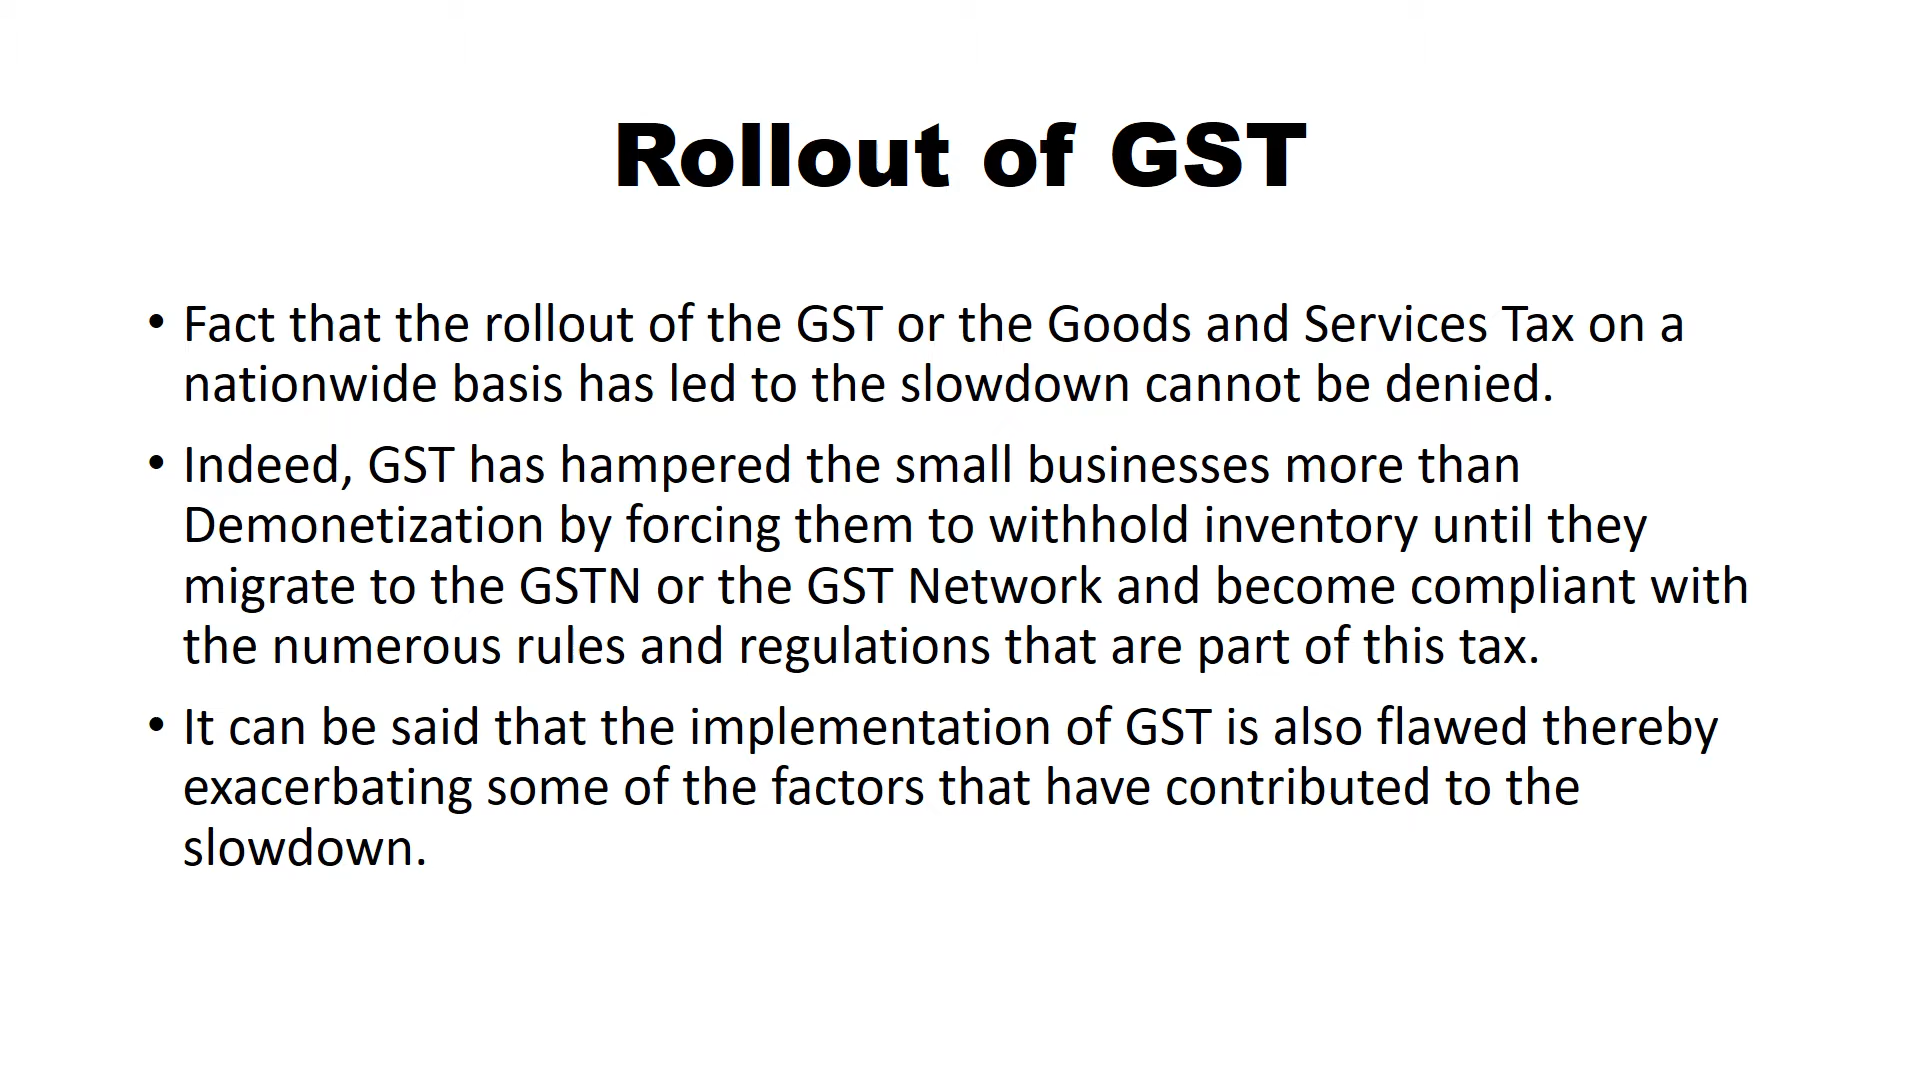 Rollout of GST
• Fact that the rollout of the GST or the Goods and Services Tax on a
nationwide basis has led to the slowdown cannot be denied.
• Indeed, GST has hampered the small businesses more than
Demonetization by forcing them to withhold inventory until they
migrate to the GSTN or the GST Network and become compliant with
the numerous rules and regulations that are part of this tax.
• It can be said that the implementation of GST is also flawed thereby
exacerbating some of the factors that have contributed to the
slowdown.